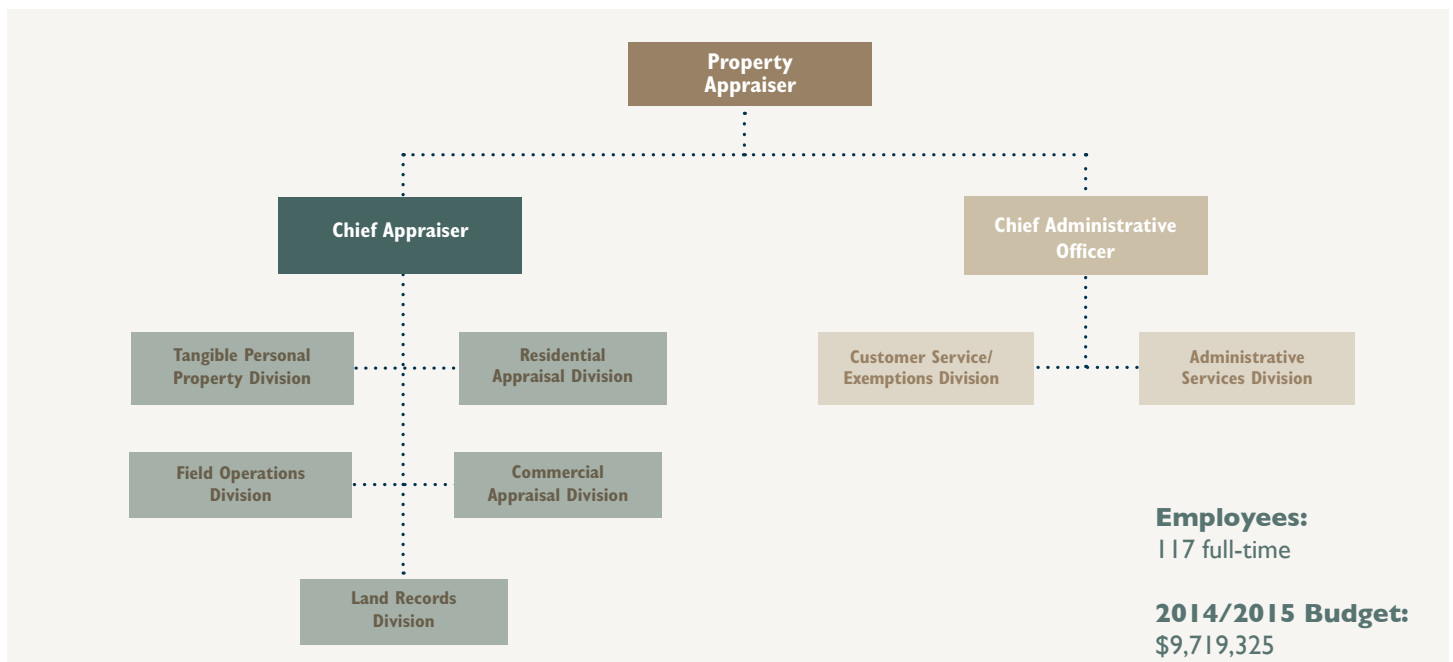 Property
Appraiser
Chief Appraiser
Chief Administrative
Officer
Tangible Personal
Property Division
Residential
Appraisal Division
Customer Service/
Exemptions Division
Administrative
Services Division
Field Operations
Division
Commercial
Appraisal Division
Land Records
Division
Employees:
117 full-time
2014/2015 Budget:
$9,719,325